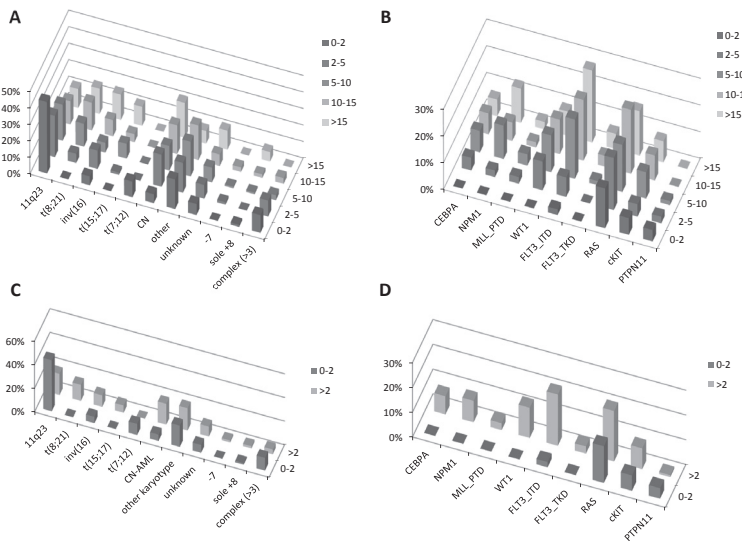 A
50%
40%
30%
20%
10%
0%
11q23
t(8;21)
inv(16)
t(15;17)
t(7;12)
CN
other
unknown
-7
sole +8
complex (>3)
>15
10-15
5-10
2-5
0-2
0-2
2-5
5-10
10-15
>15
B
30%
20%
10%
0%
CEBPA
NPM1
MLL_PTD
WT1
FLT3_ITD
FLT3_TKD
RAS
cKIT
PTPN11
>15
10-15
5-10
2-5
0-2
0-2
2-5
5-10
10-1
>15
C
60%
40%
20%
0%
11q23
t(8;21)
inv(16)
t(15;17)
t(7;12)
CN-AML
other karyotype
unknown
-7
sole +8
complex (>3)
>2
0-2
0-2
>2
D
30%
20%
10%
0%
CEBPA
NPM1
MLL_PTD
WT1
FLT3_ITD
FLT3_TKD
RAS
cKIT
PTPN11
>2
0-2
0-2
>2